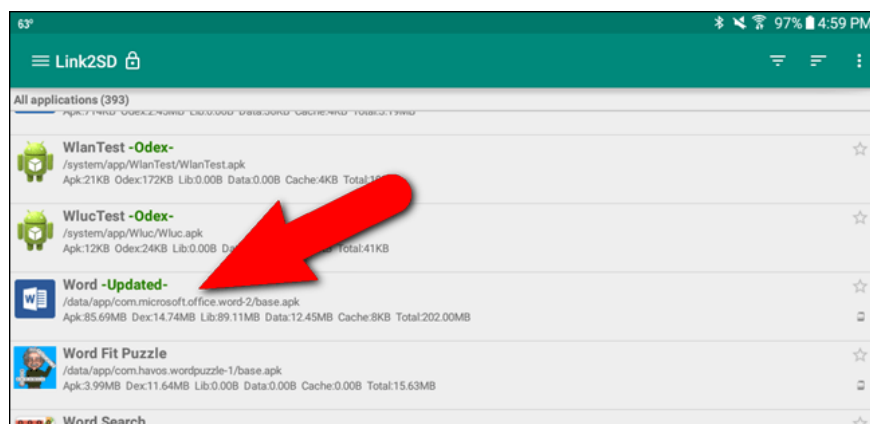 63°
97% 4:59 PM
Link2SD
All applications (393)
WlanTest -Odex-
/system/app/WlanTest/WlanTest.apk
Apk:21KB Odex:172KB Lib:0.00B Data:0.00B Cache:4KB
WlucTest -Odex-
/system/app/Wluc/Wluc.apk
Apk:12KB Odex:24KB Lib:0.00B Total:41KB
Word -Updated-
/data/app/com.microsoft.office.word-2/base.apk
Apk:85.69MB Dex:14.74MB Lib:89.11MB Data:12.45MB Cache:8KB Total:202.00MB
Word Fit Puzzle
/data/app/com.havos.wordpuzzle-1/base.apk
Apk:3.99MB Dex:11.64MB Lib:0.00B Data:0.00B Cache:0.00B Total:15.63MB
Word Search